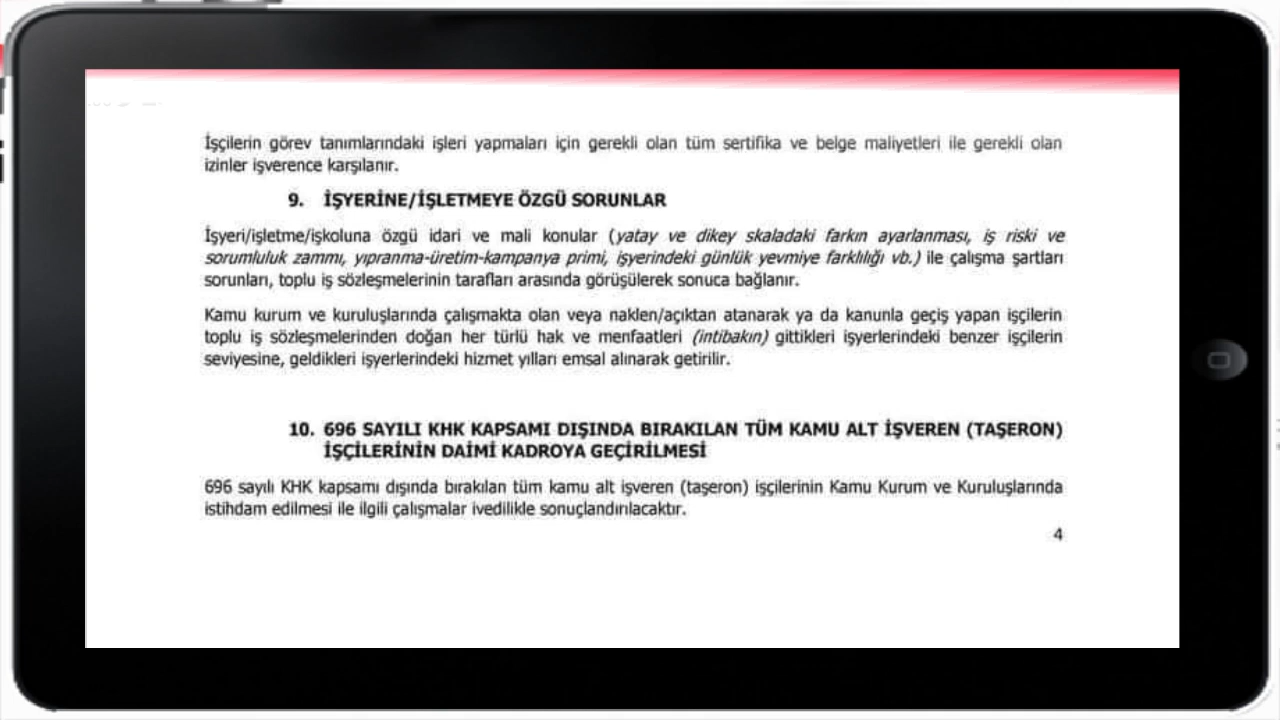 İşçilerin görev tanımlarındaki işleri yapmaları için gerekli olan tüm sertifika ve belge maliyetleri ile gerekli olan
izinler işverence karşılanır.
9. İŞYERİNE/İŞLETMEYE ÖZGÜ SORUNLAR
İşyeri/işletme/işkoluna özgü idari ve mali konular (yatay ve dikey skaladaki farkın ayarlanması, iş riski ve
sorumluluk zammı, yıpranma-üretim-kampanya primi, işyerindeki günlük yevmiye farklılığı vb.) ile çalışma şartları
sorunları, toplu iş sözleşmelerinin tarafları arasında görüşülerek sonuca bağlanır.
Kamu kurum ve kuruluşlarında çalışmakta olan veya naklen/açıktan atanarak ya da kanunla geçiş yapan işçilerin
toplu iş sözleşmelerinden doğan her türlü hak ve menfaatleri (intibakın) gittikleri işyerlerindeki benzer işçilerin
seviyesine, geldikleri işyerlerindeki hizmet yılları emsal alınarak getirilir.
10. 696 SAYILI KHK KAPSAMI DIŞINDA BIRAKILAN TÜM KAMU ALT İŞVEREN (TAŞERON)
İŞÇİLERİNİN DAİMİ KADROYA GEÇİRİLMESİ
696 sayılı KHK kapsamı dışında bırakılan tüm kamu alt işveren (taşeron) işçilerinin Kamu Kurum ve Kuruluşlarında
istihdam edilmesi ile ilgili çalışmalar ivedilikle sonuçlandırılacaktır.
4